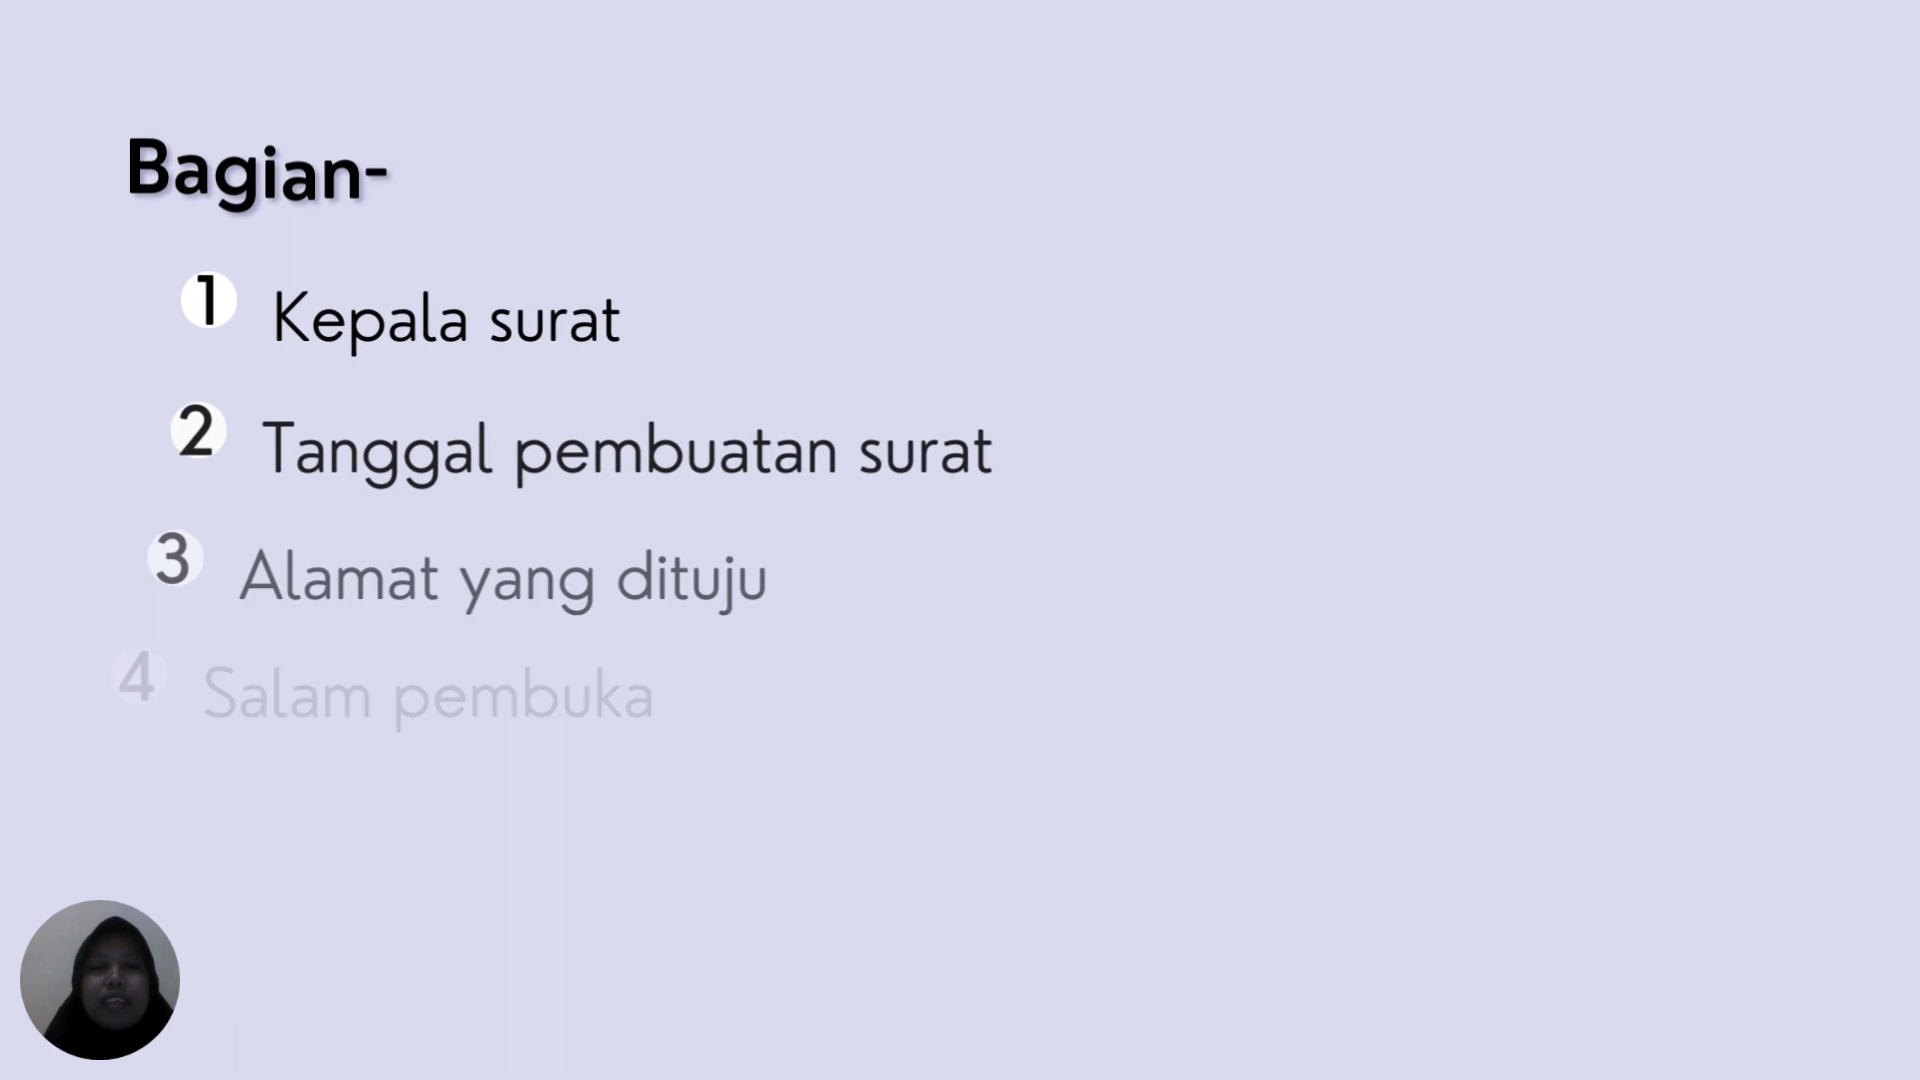 Bagian-
1 Kepala surat
2 Tanggal pembuatan surat
3 Alamat yang dituju
4 Salam pembuka